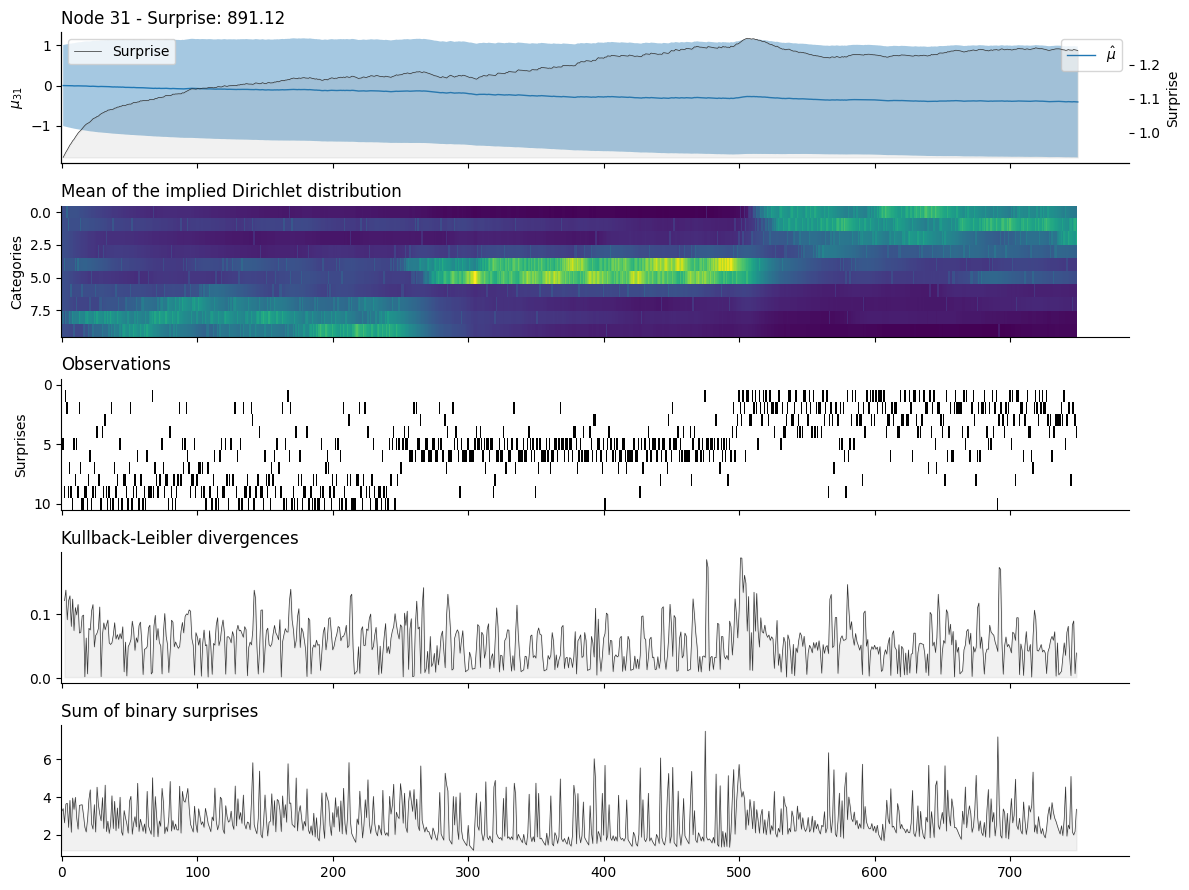 Node 31 - Surprise: 891.12
Surprise
μ̂
1
0
−1
μ31
1.2
1.1
1.0
Surprise
Mean of the implied Dirichlet distribution
0.0
2.5
5.0
7.5
Categories
Observations
0
5
10
Surprises
Kullback-Leibler divergences
0.1
0.0
Sum of binary surprises
6
4
2
0 100 200 300 400 500 600 700